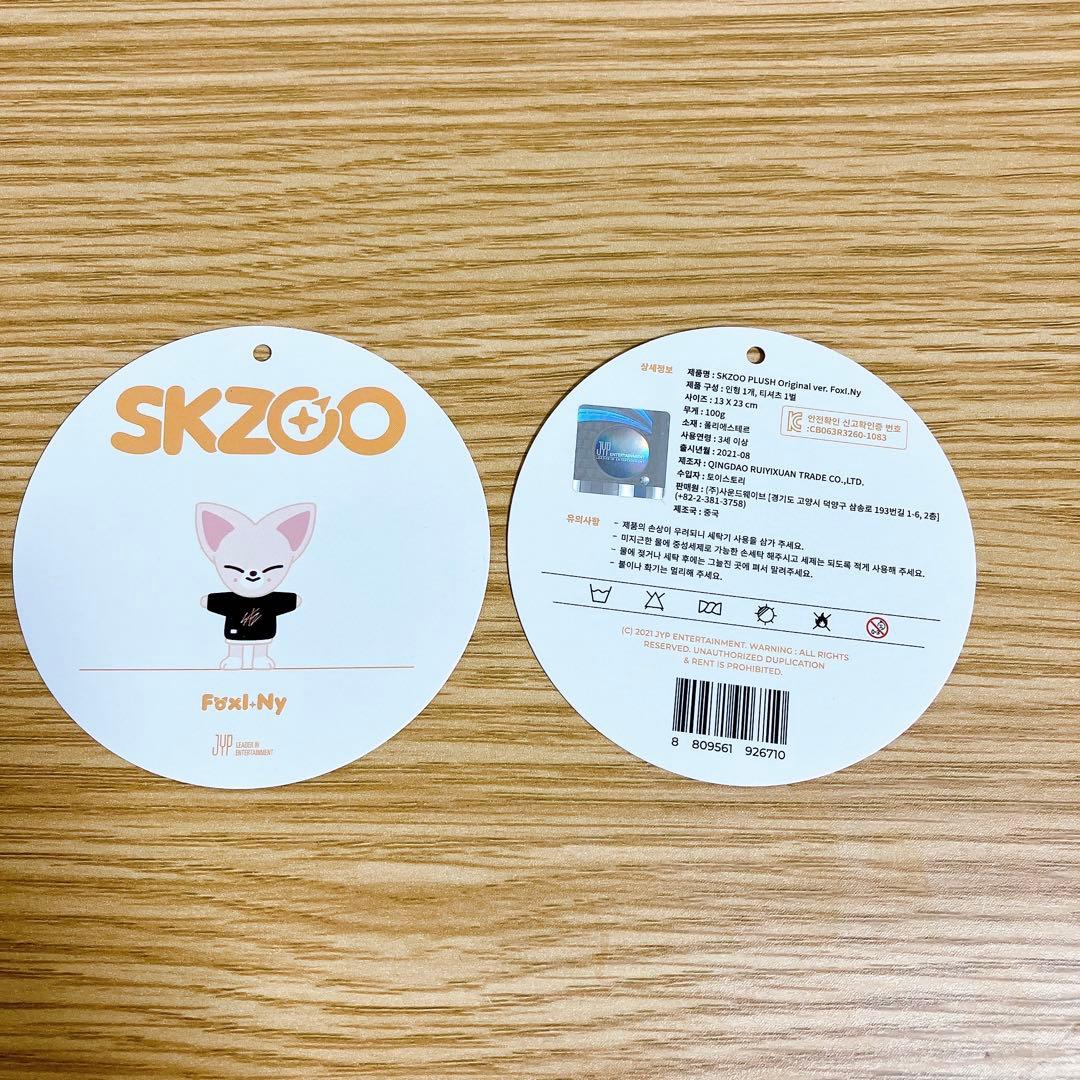 SKZOO
FoxI.Ny
JYP LEADER IN
ENTERTAINMENT
상세정보
제품명 : SKZOO PLUSH Original ver. FoxI.Ny
제품 구성 : 인형 1개, 티셔츠 1벌
사이즈 : 13 X 23 cm
무게 : 100g
소재 : 폴리에스테르
사용연령 : 3세 이상
출시년월 : 2021-08
제조자 : QINGDAO RUIYIXUAN TRADE CO.,LTD.
수입자 : 토이스토리
판매원 : (주)사운드웨이브 [경기도 고양시 덕양구 삼송로 193번길 1-6, 2층]
(+82-2-381-3758)
제조국 : 중국
안전확인 신고확인증 번호
:CB063R3260-1083
JYP ENTERTAINMENT
LEADER IN ENTERTAINMENT
유의사항
- 제품의 손상이 우려되니 세탁기 사용을 삼가 주세요.
- 미지근한 물에 중성세제로 가능한 손세탁 해주시고 세제는 되도록 적게 사용해 주세요.
- 물에 젖거나 세탁 후에는 그늘진 곳에 펴서 말려주세요.
- 불이나 화기는 멀리해 주세요.
(C) 2021 JYP ENTERTAINMENT. WARNING : ALL RIGHTS
RESERVED. UNAUTHORIZED DUPLICATION
& RENT IS PROHIBITED.
8 809561 926710